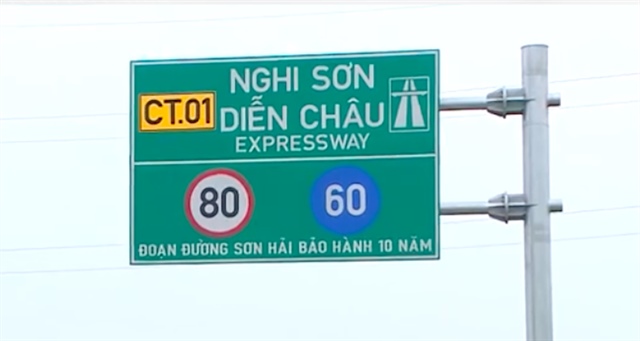 CT.01
NGHI SƠN
DIỄN CHÂU
EXPRESSWAY
80
60
ĐOẠN ĐƯỜNG SƠN HẢI BẢO HÀNH 10 NĂM